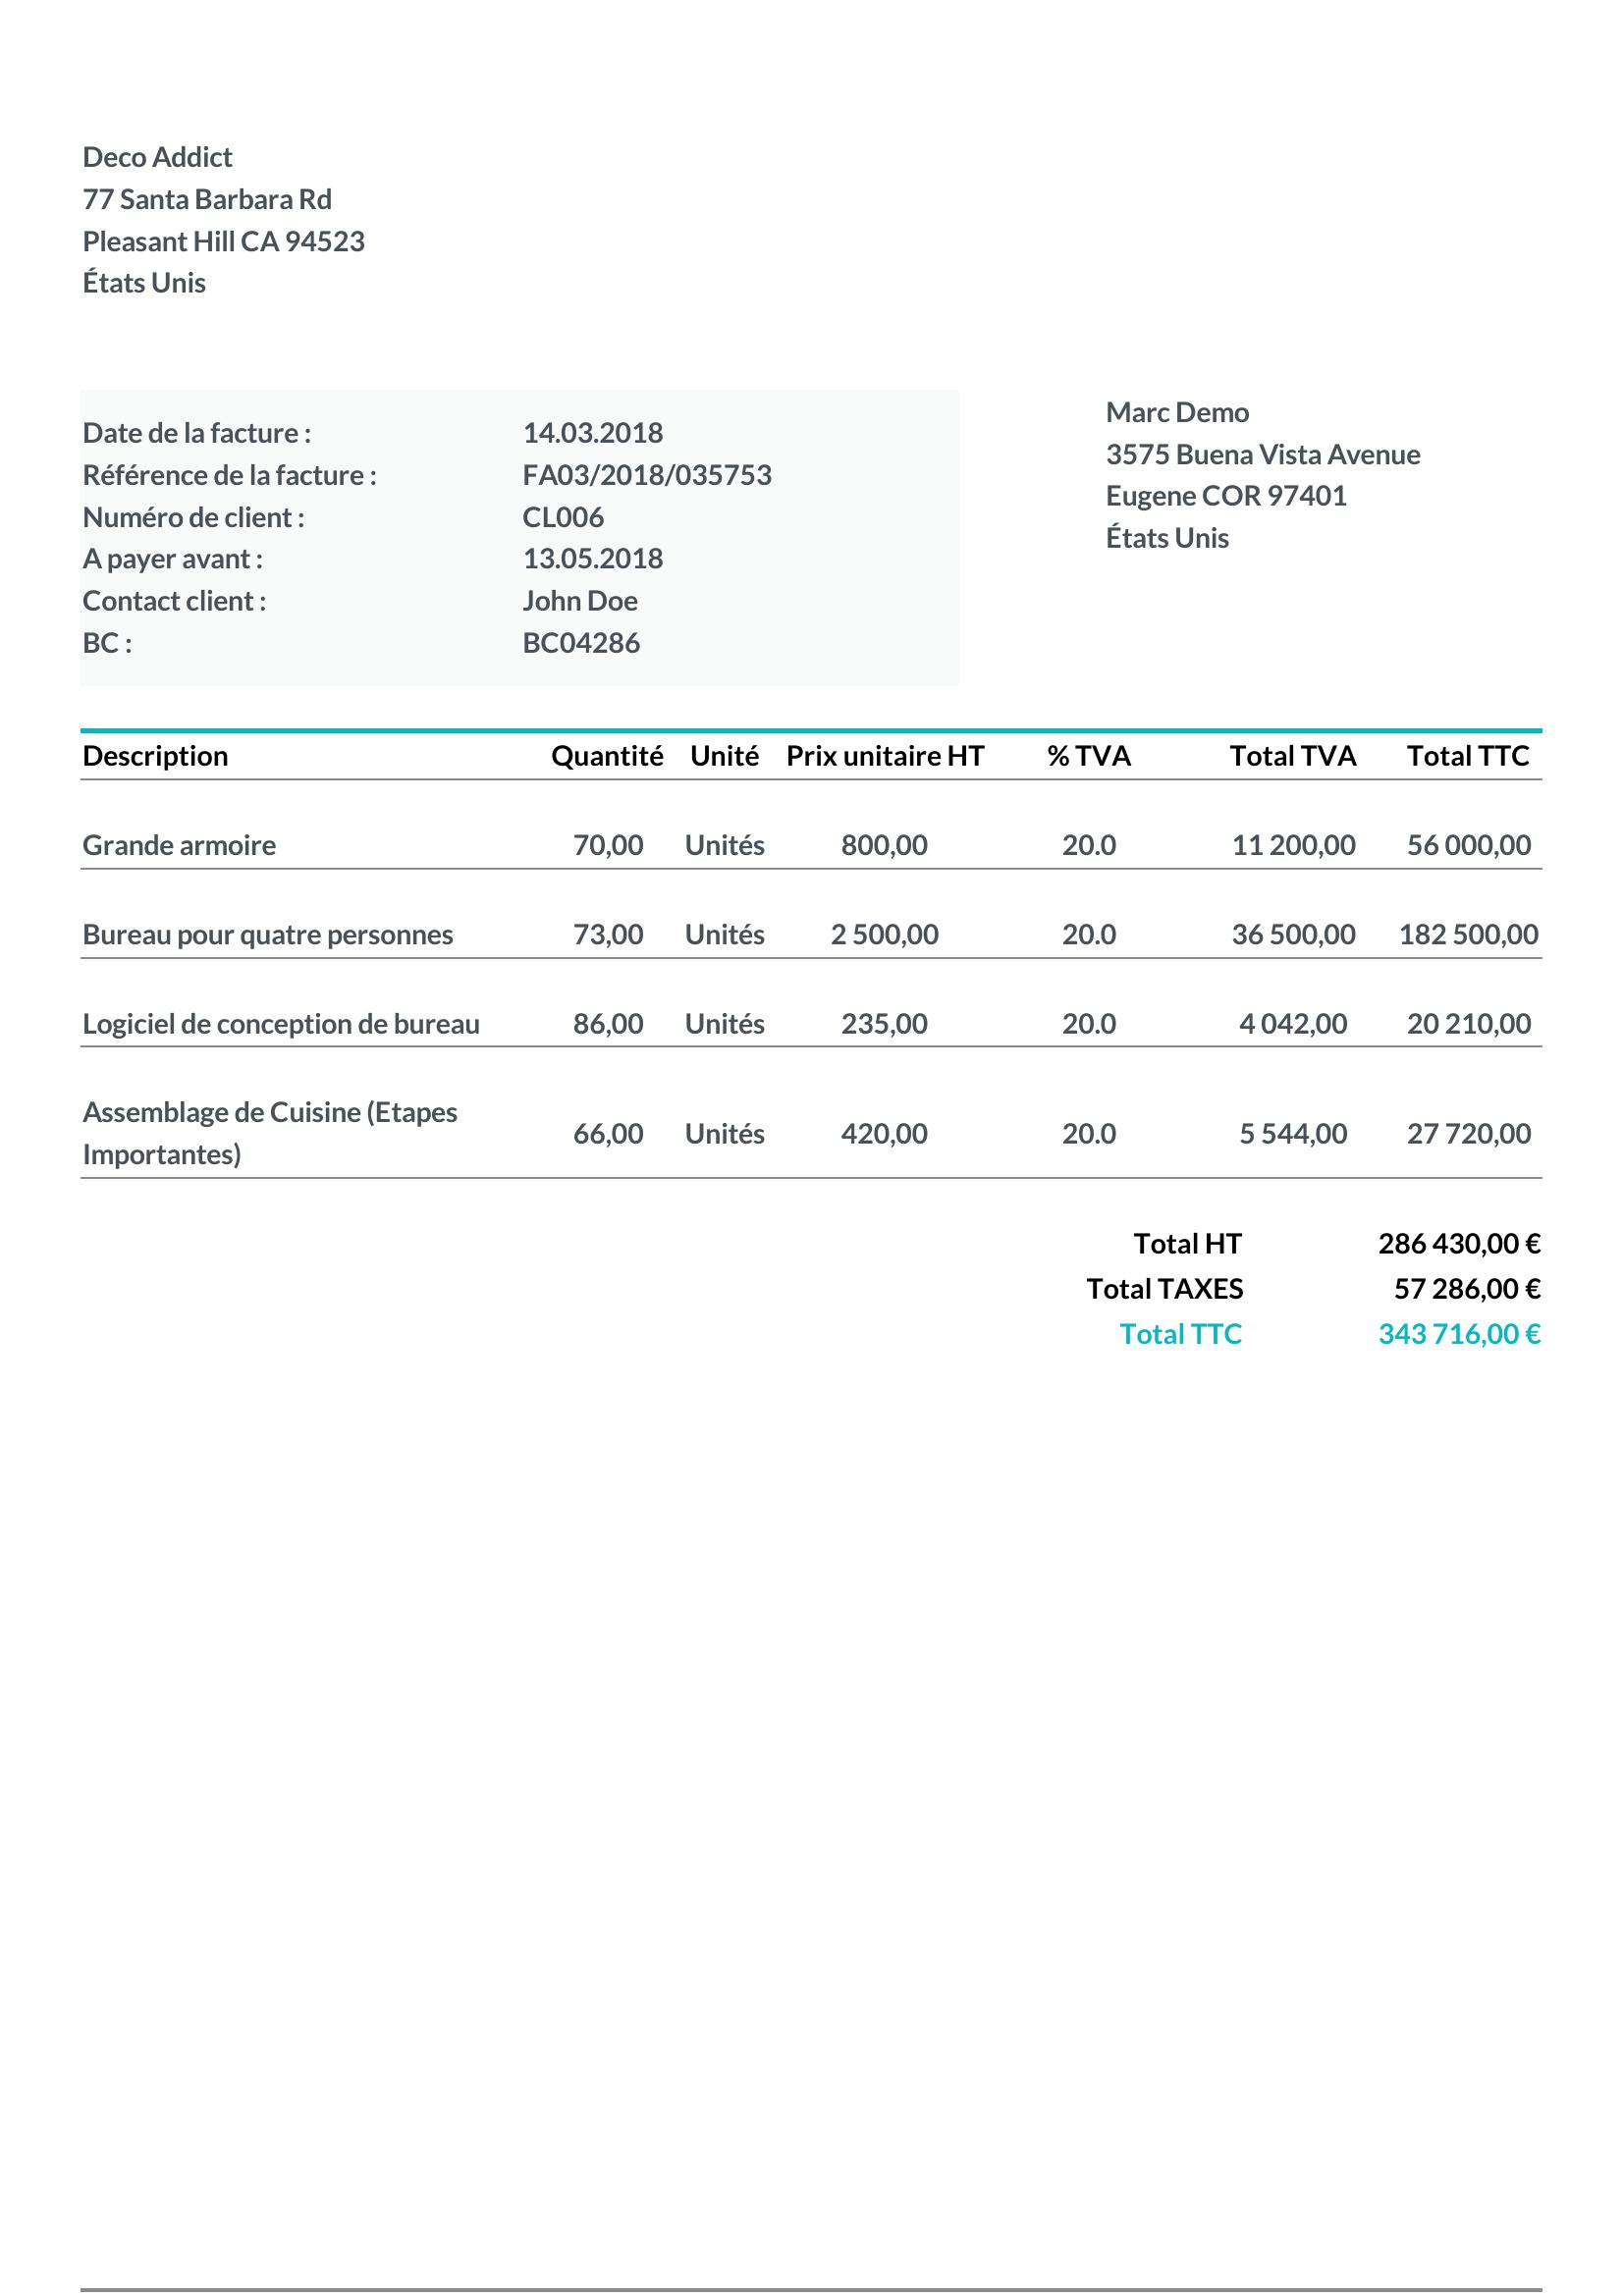 Deco Addict
77 Santa Barbara Rd
Pleasant Hill CA 94523
États Unis
Date de la facture : 14.03.2018
Référence de la facture : FA03/2018/035753
Numéro de client : CL006
A payer avant : 13.05.2018
Contact client : John Doe
BC : BC04286
Marc Demo
3575 Buena Vista Avenue
Eugene COR 97401
États Unis
Description Quantité Unité Prix unitaire HT % TVA Total TVA Total TTC
Grande armoire 70,00 Unités 800,00 20.0 11 200,00 56 000,00
Bureau pour quatre personnes 73,00 Unités 2 500,00 20.0 36 500,00 182 500,00
Logiciel de conception de bureau 86,00 Unités 235,00 20.0 4 042,00 20 210,00
Assemblage de Cuisine (Etapes
Importantes) 66,00 Unités 420,00 20.0 5 544,00 27 720,00
Total HT 286 430,00 €
Total TAXES 57 286,00 €
Total TTC 343 716,00 €